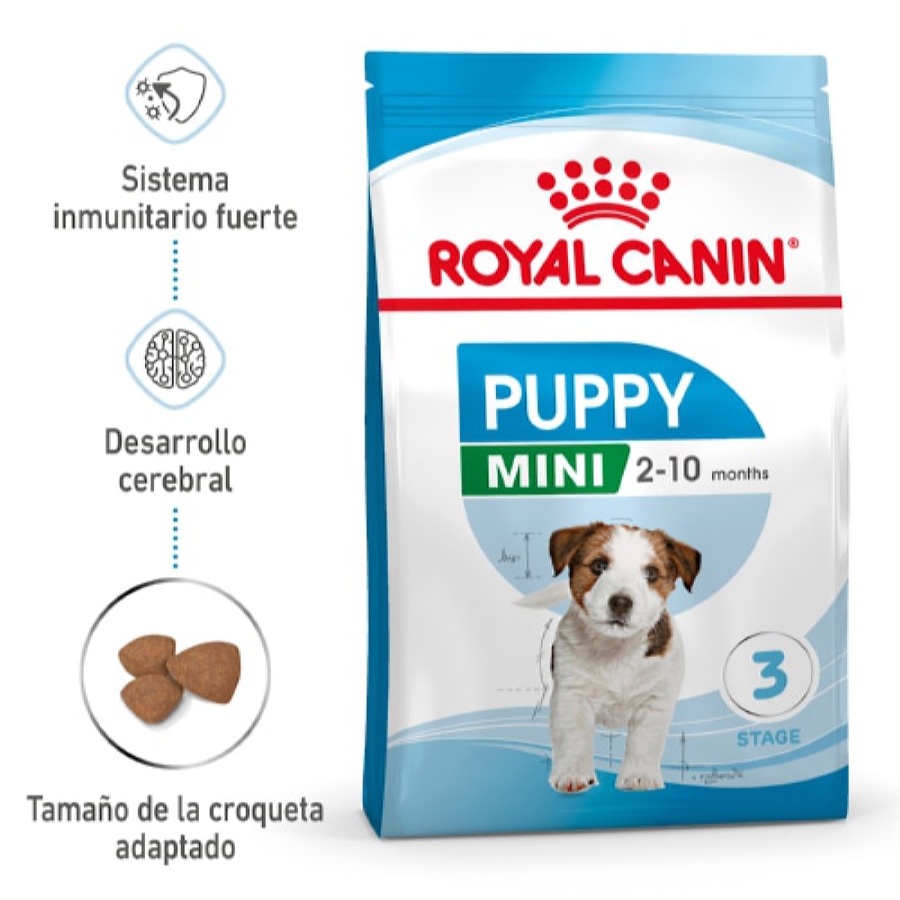 Sistema
inmunitario fuerte
Desarrollo
cerebral
Tamaño de la croqueta
adaptado
ROYAL CANIN®
PUPPY
MINI 2-10 months
3
STAGE